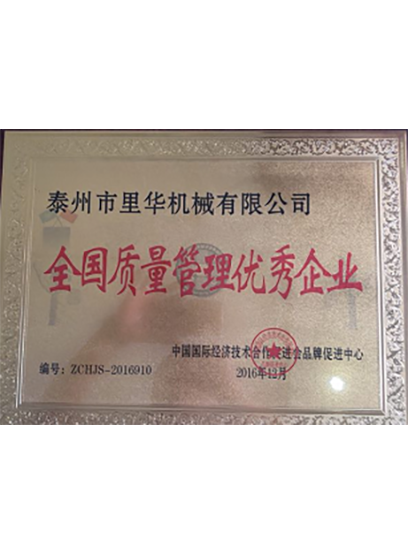 泰州市里华机械有限公司
全国质量管理优秀企业
中国国际经济技术合作促进会品牌促进中心
编号：ZCHJS-2016910
2016年12月